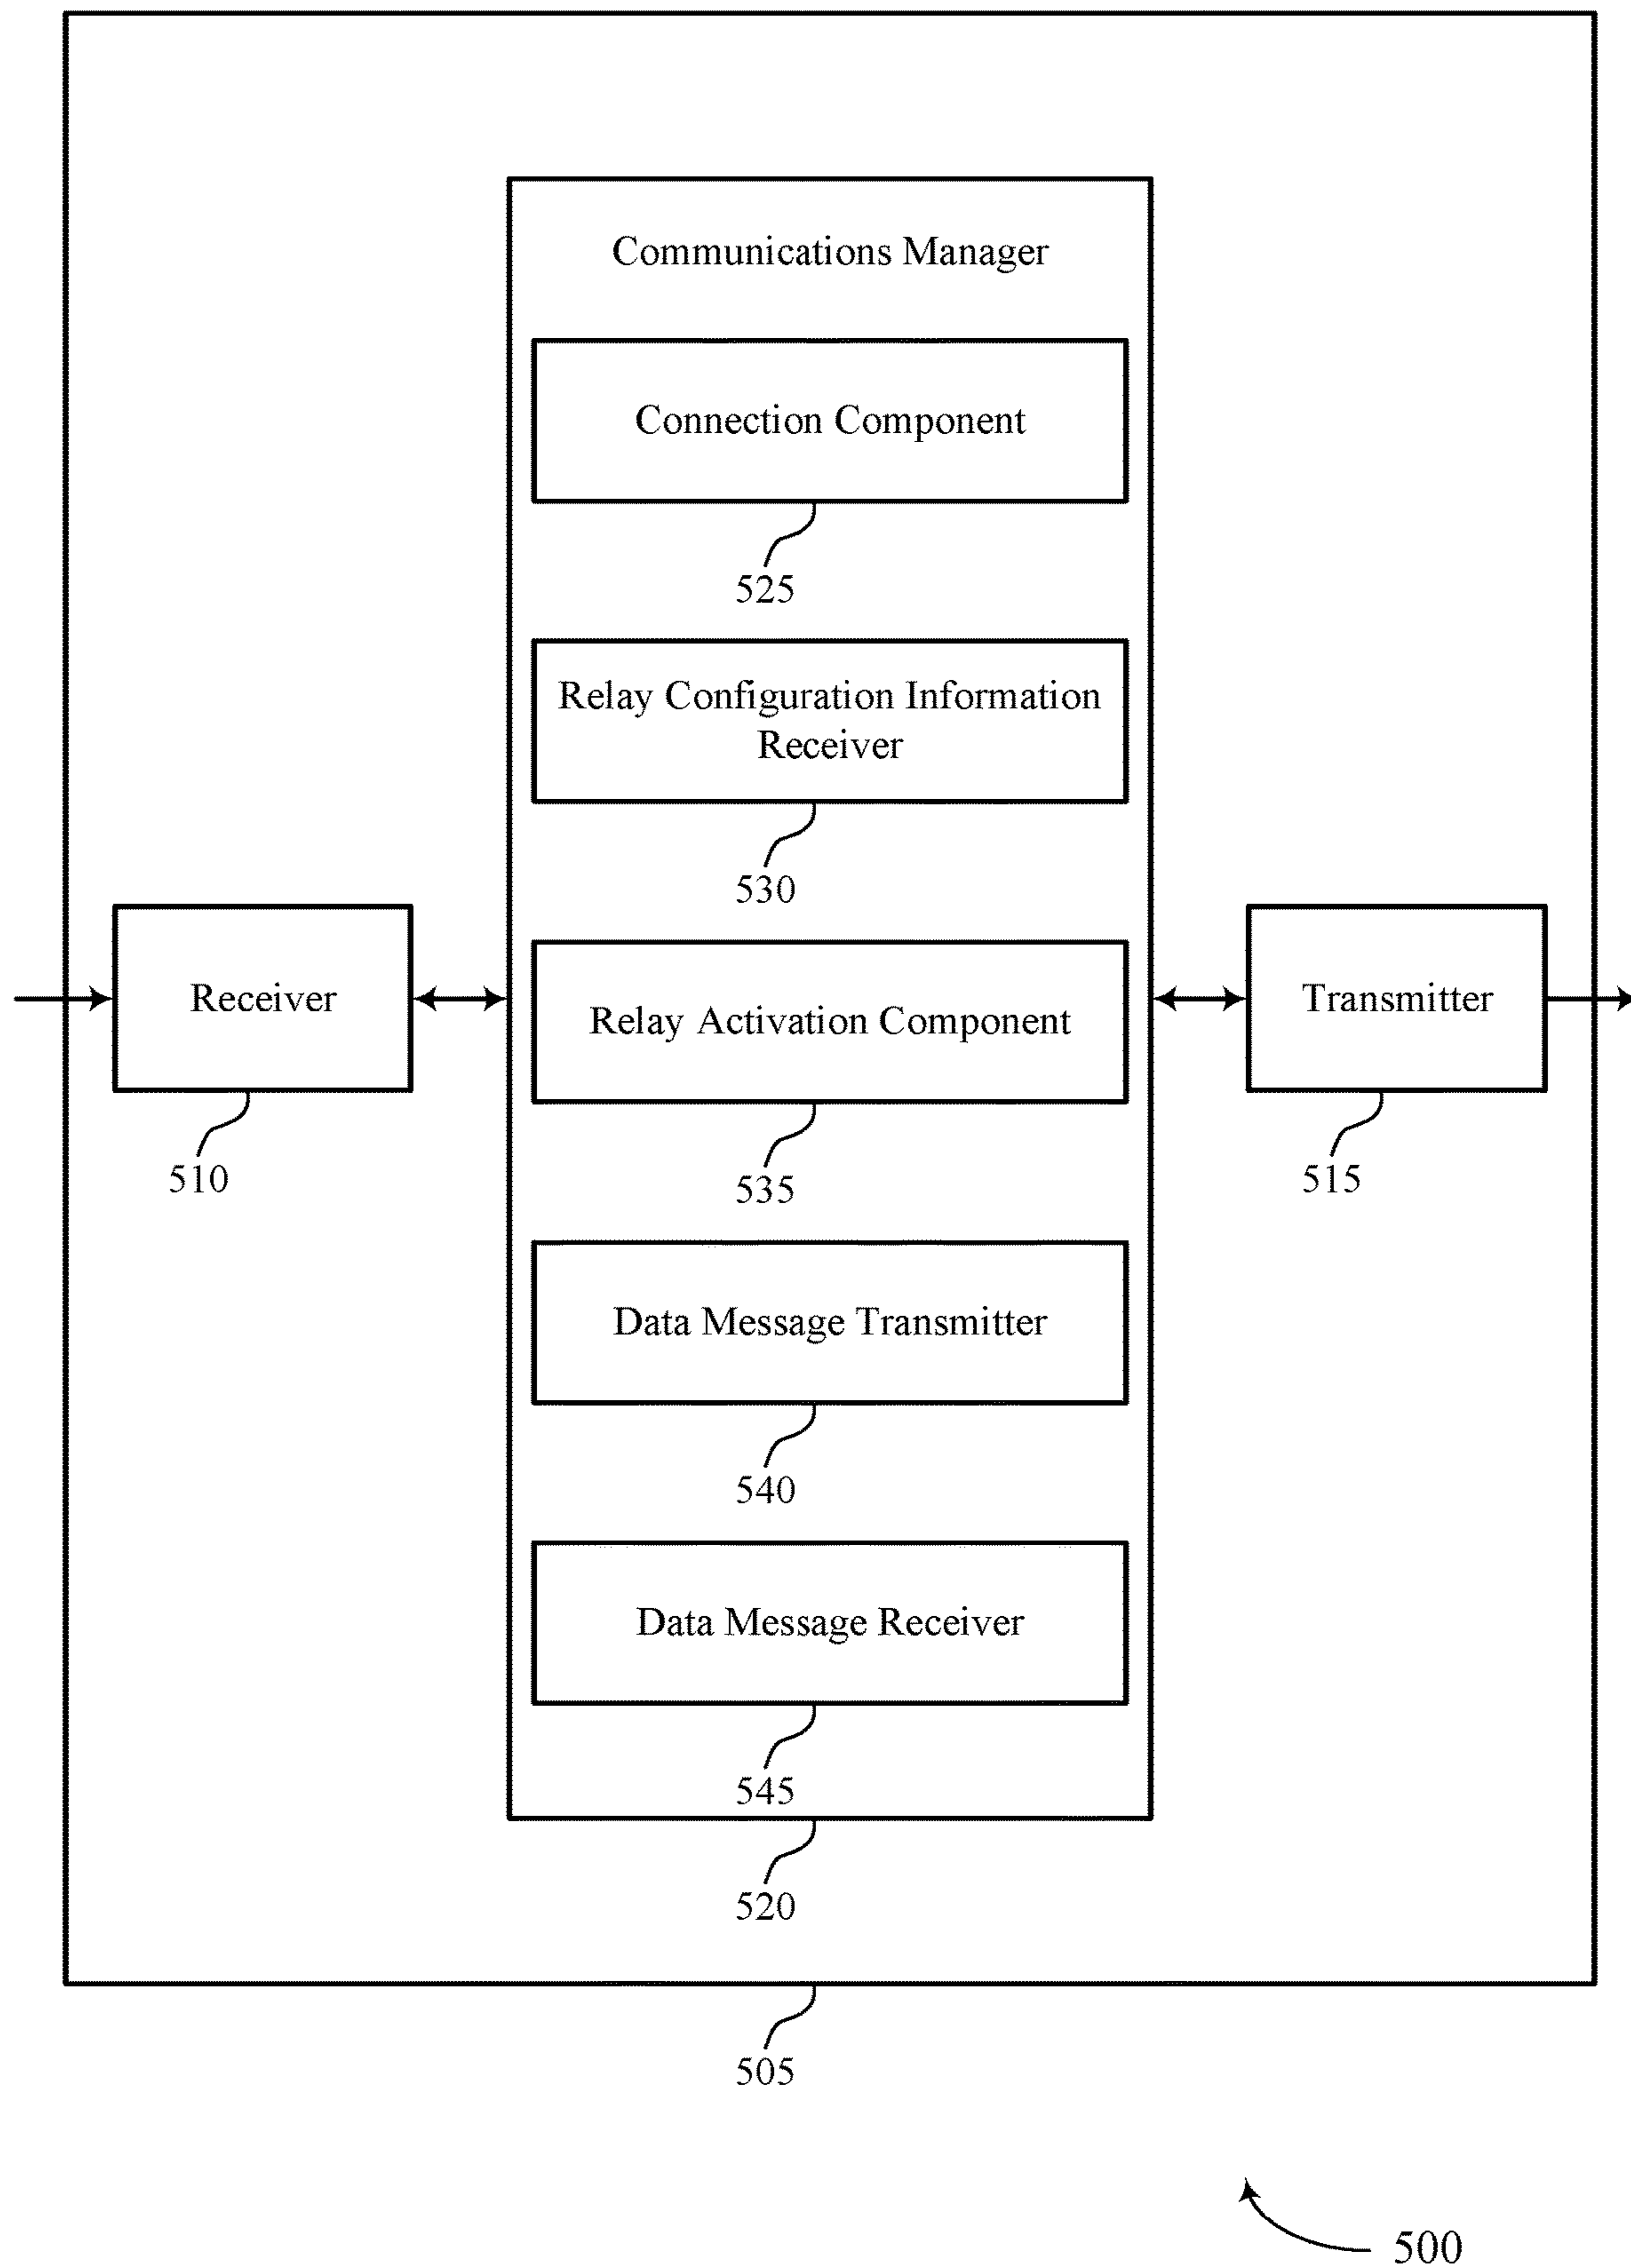 Communications Manager
Connection Component
525
Relay Configuration Information
Receiver
530
Receiver
510
Relay Activation Component
535
Transmitter
515
Data Message Transmitter
540
Data Message Receiver
545
520
505
500